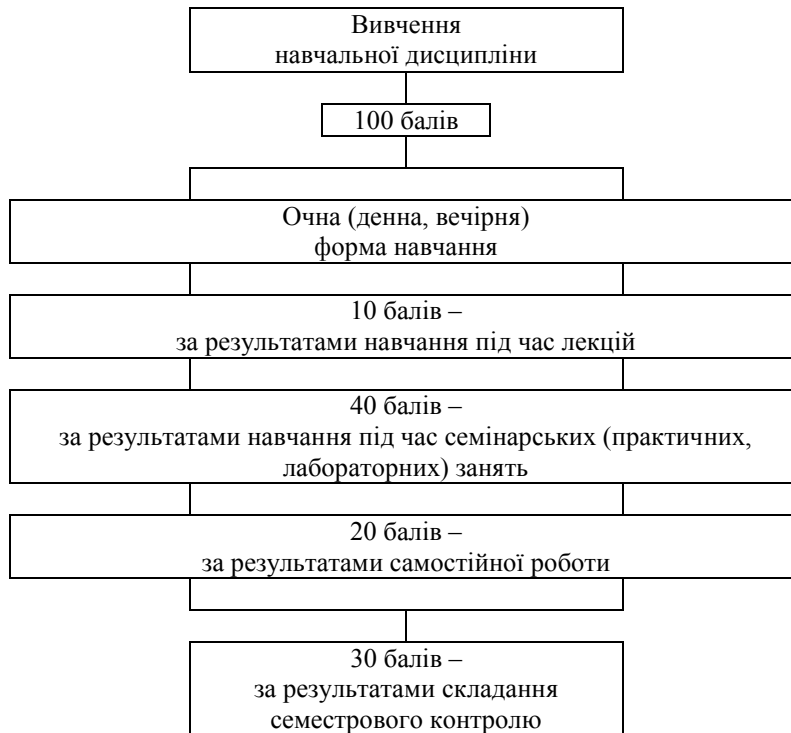 Вивчення
навчальної дисципліни
100 балів
Очна (денна, вечірня)
форма навчання
10 балів –
за результатами навчання під час лекцій
40 балів –
за результатами навчання під час семінарських (практичних,
лабораторних) занять
20 балів –
за результатами самостійної роботи
30 балів –
за результатами складання
семестрового контролю